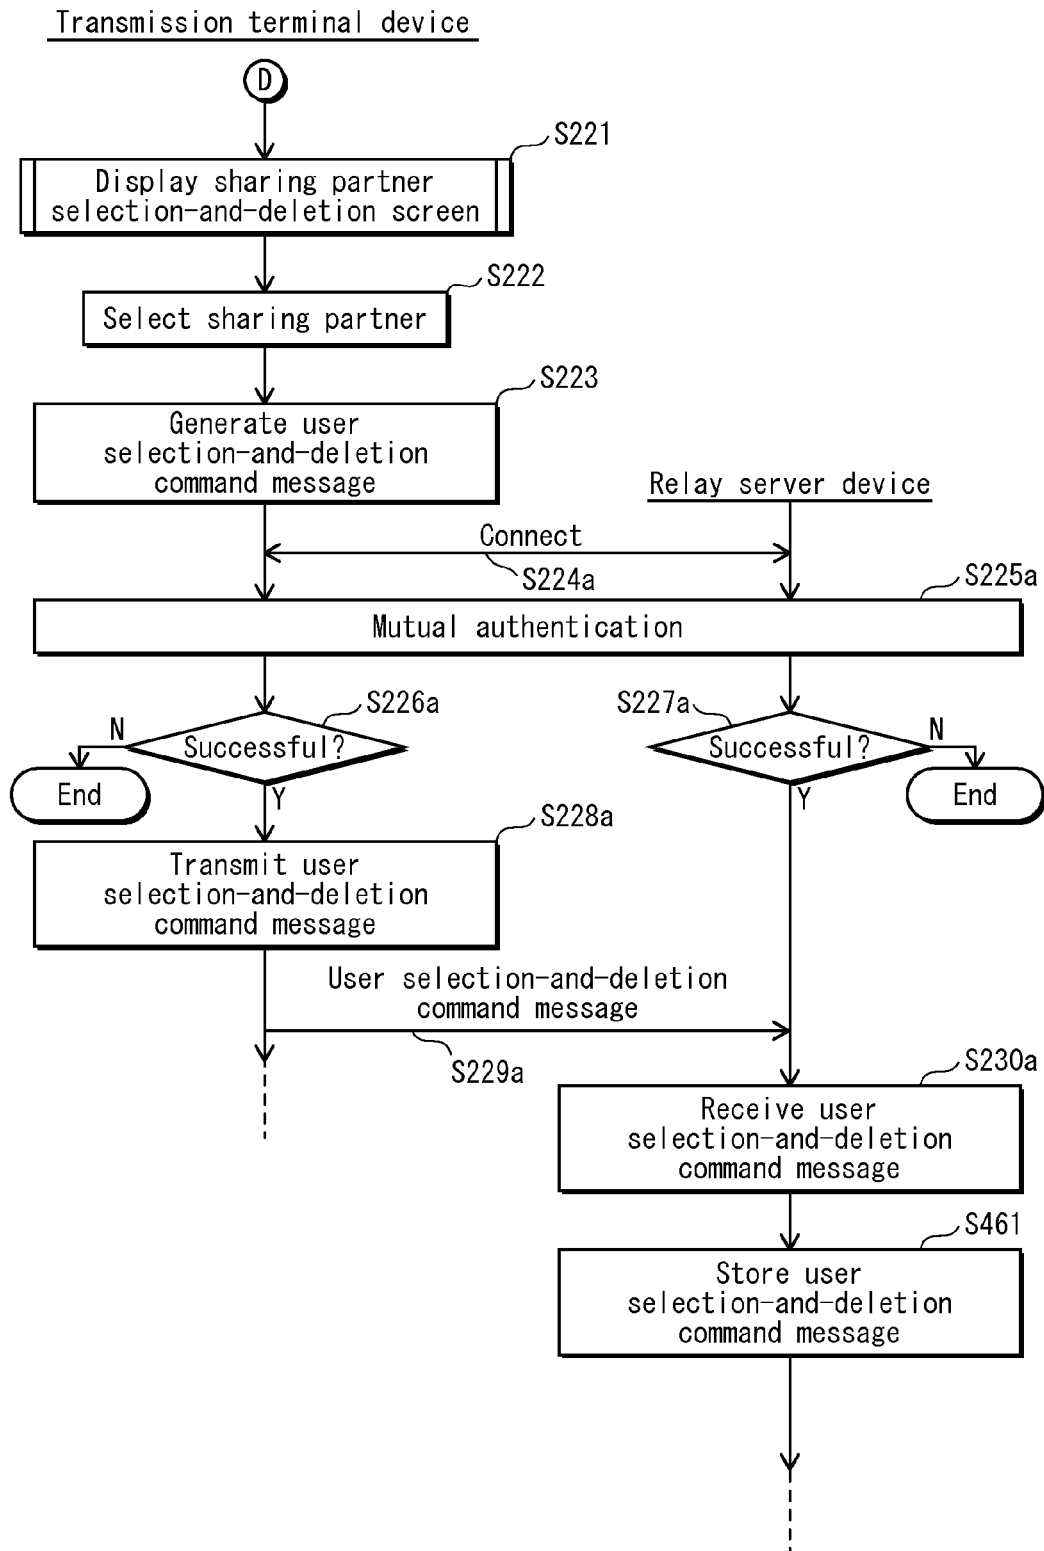 Transmission terminal device
D
S221
Display sharing partner
selection-and-deletion screen
S222
Select sharing partner
S223
Generate user
selection-and-deletion
command message
Relay server device
Connect
S224a
S225a
Mutual authentication
S226a
S227a
N
Successful?
Successful?
N
End
Y
Y
End
S228a
Transmit user
selection-and-deletion
command message
User selection-and-deletion
command message
S229a
S230a
Receive user
selection-and-deletion
command message
S461
Store user
selection-and-deletion
command message